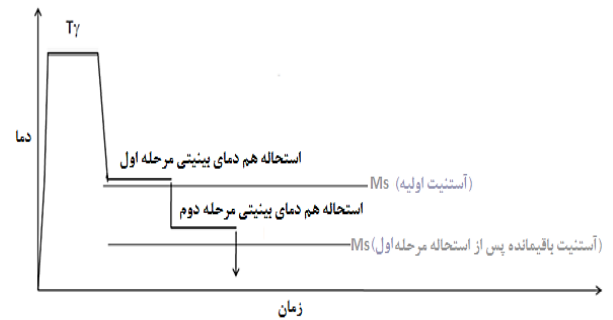 Tγ
دما
استحاله هم دمای بینیتی مرحله اول
Ms (آستنیت اولیه)
استحاله هم دمای بینیتی مرحله دوم
Ms(آستنیت باقیمانده پس از استحاله مرحله اول)
زمان